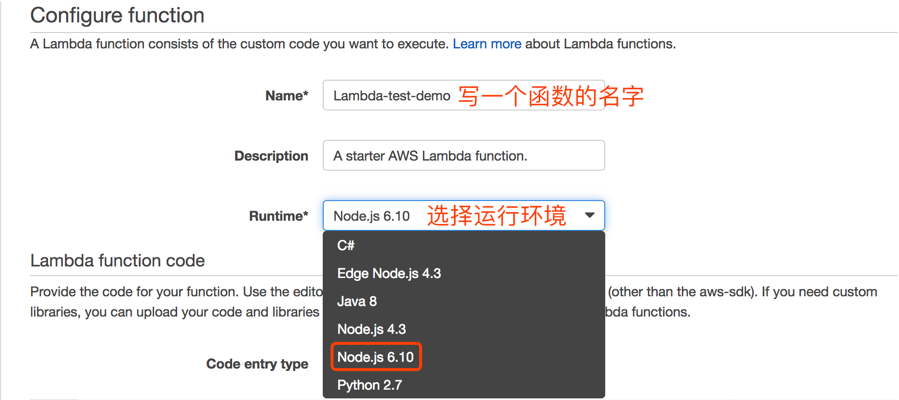 Configure function
A Lambda function consists of the custom code you want to execute. Learn more about Lambda functions.
Name* Lambda-test-demo 写一个函数的名字
Description A starter AWS Lambda function.
Runtime* Node.js 6.10 选择运行环境
C#
Lambda function code
Edge Node.js 4.3
Provide the code for your function. Use the edito (other than the aws-sdk). If you need custom
Java 8
libraries, you can upload your code and libraries bda functions.
Node.js 4.3
Code entry type Node.js 6.10
Python 2.7